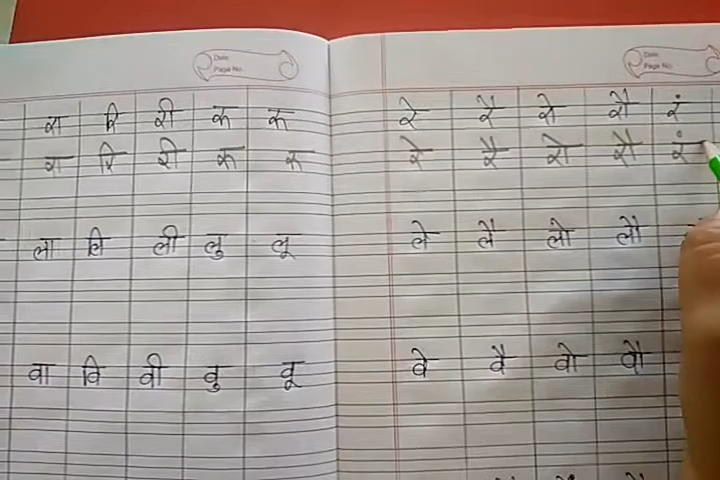 Date
Page No.
रा रि री रु रू
रा रि री रु रू
ला लि ली लु लू
वा वि वी वु वू
Date
Page No.
रे रै रो रौ रं
रे रै रो रौ रं
ले लै लो लौ
वे वै वो वौ